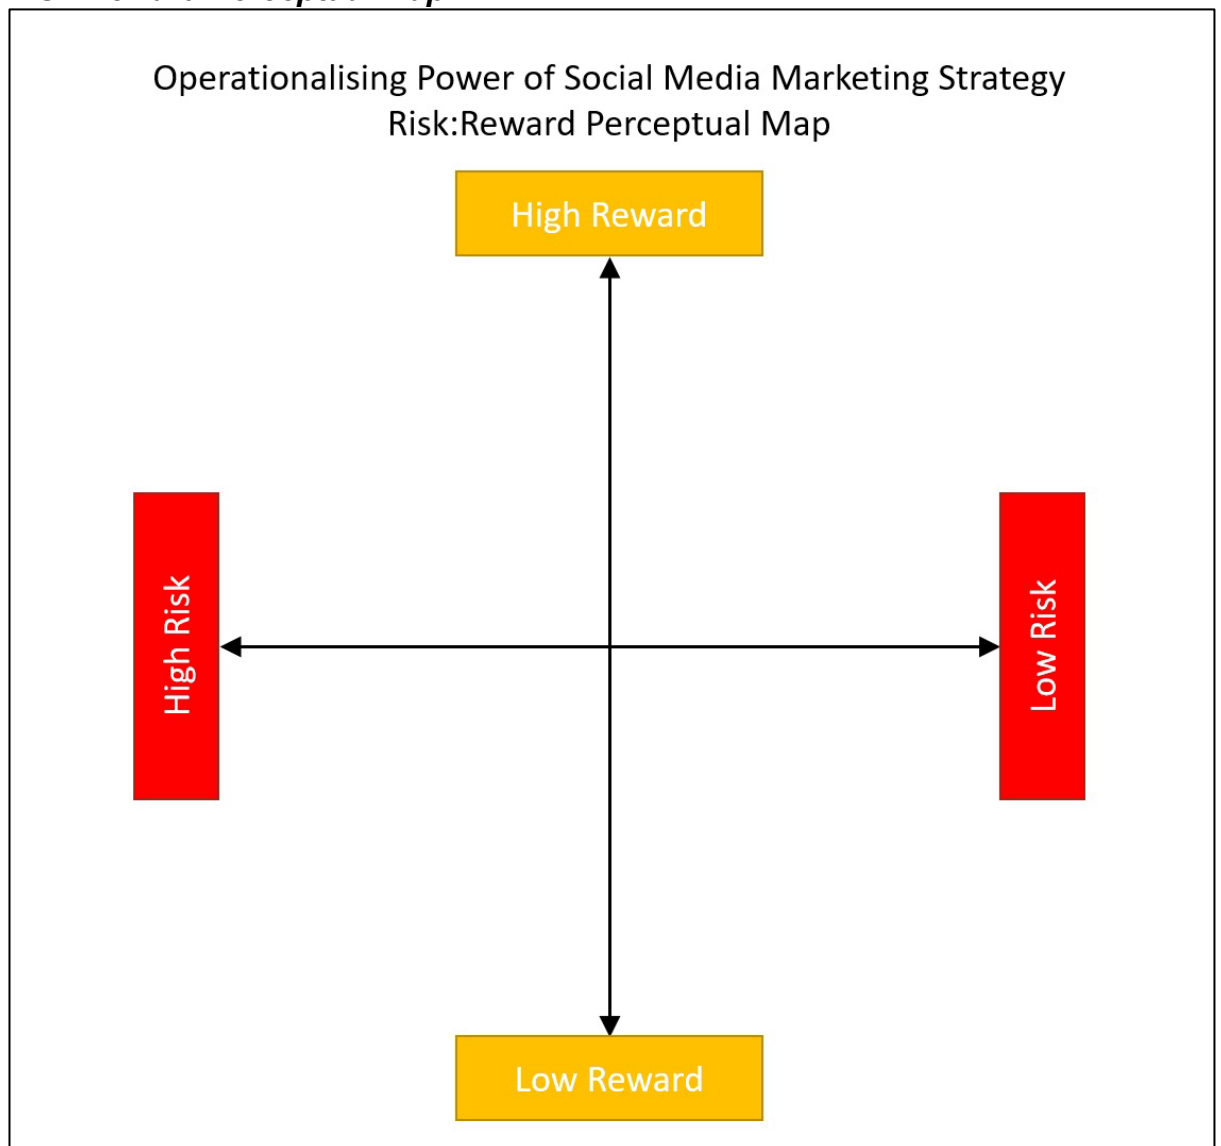 Operationalising Power of Social Media Marketing Strategy
Risk:Reward Perceptual Map
High Reward
High Risk
Low Risk
Low Reward